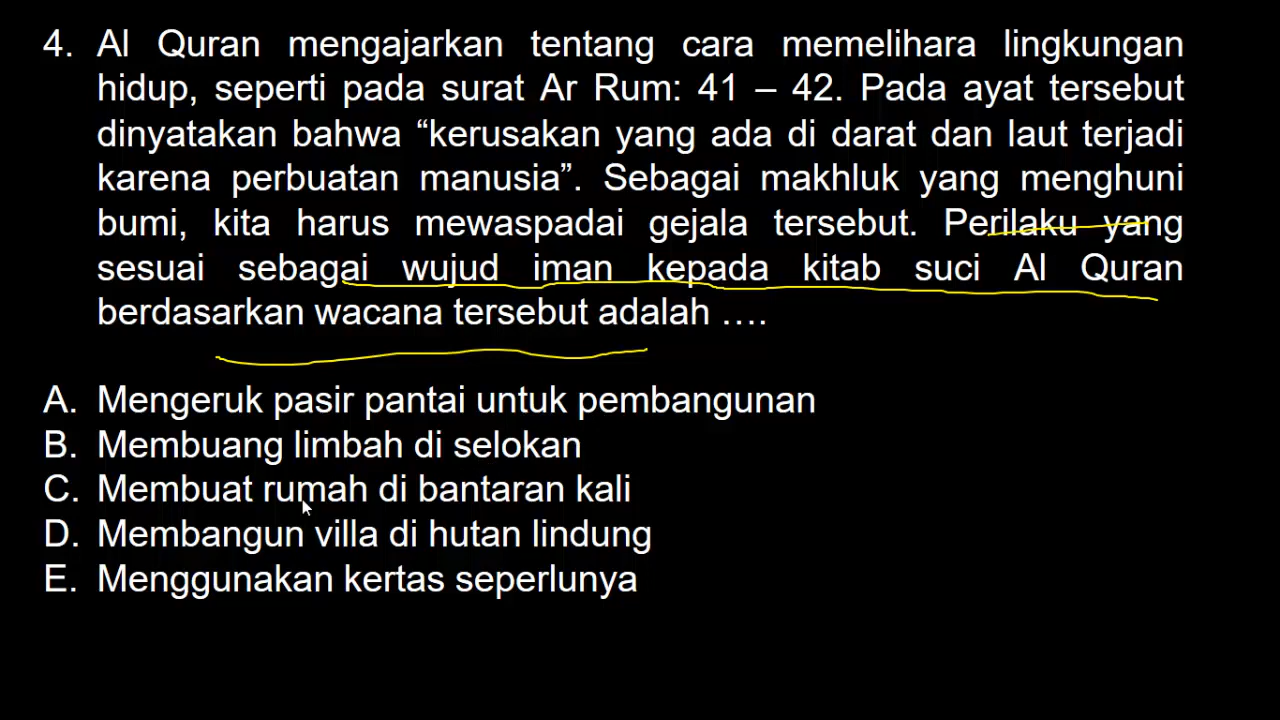 4. Al Quran mengajarkan tentang cara memelihara lingkungan
hidup, seperti pada surat Ar Rum: 41 – 42. Pada ayat tersebut
dinyatakan bahwa “kerusakan yang ada di darat dan laut terjadi
karena perbuatan manusia”. Sebagai makhluk yang menghuni
bumi, kita harus mewaspadai gejala tersebut. Perilaku yang
sesuai sebagai wujud iman kepada kitab suci Al Quran
berdasarkan wacana tersebut adalah ….
A. Mengeruk pasir pantai untuk pembangunan
B. Membuang limbah di selokan
C. Membuat rumah di bantaran kali
D. Membangun villa di hutan lindung
E. Menggunakan kertas seperlunya